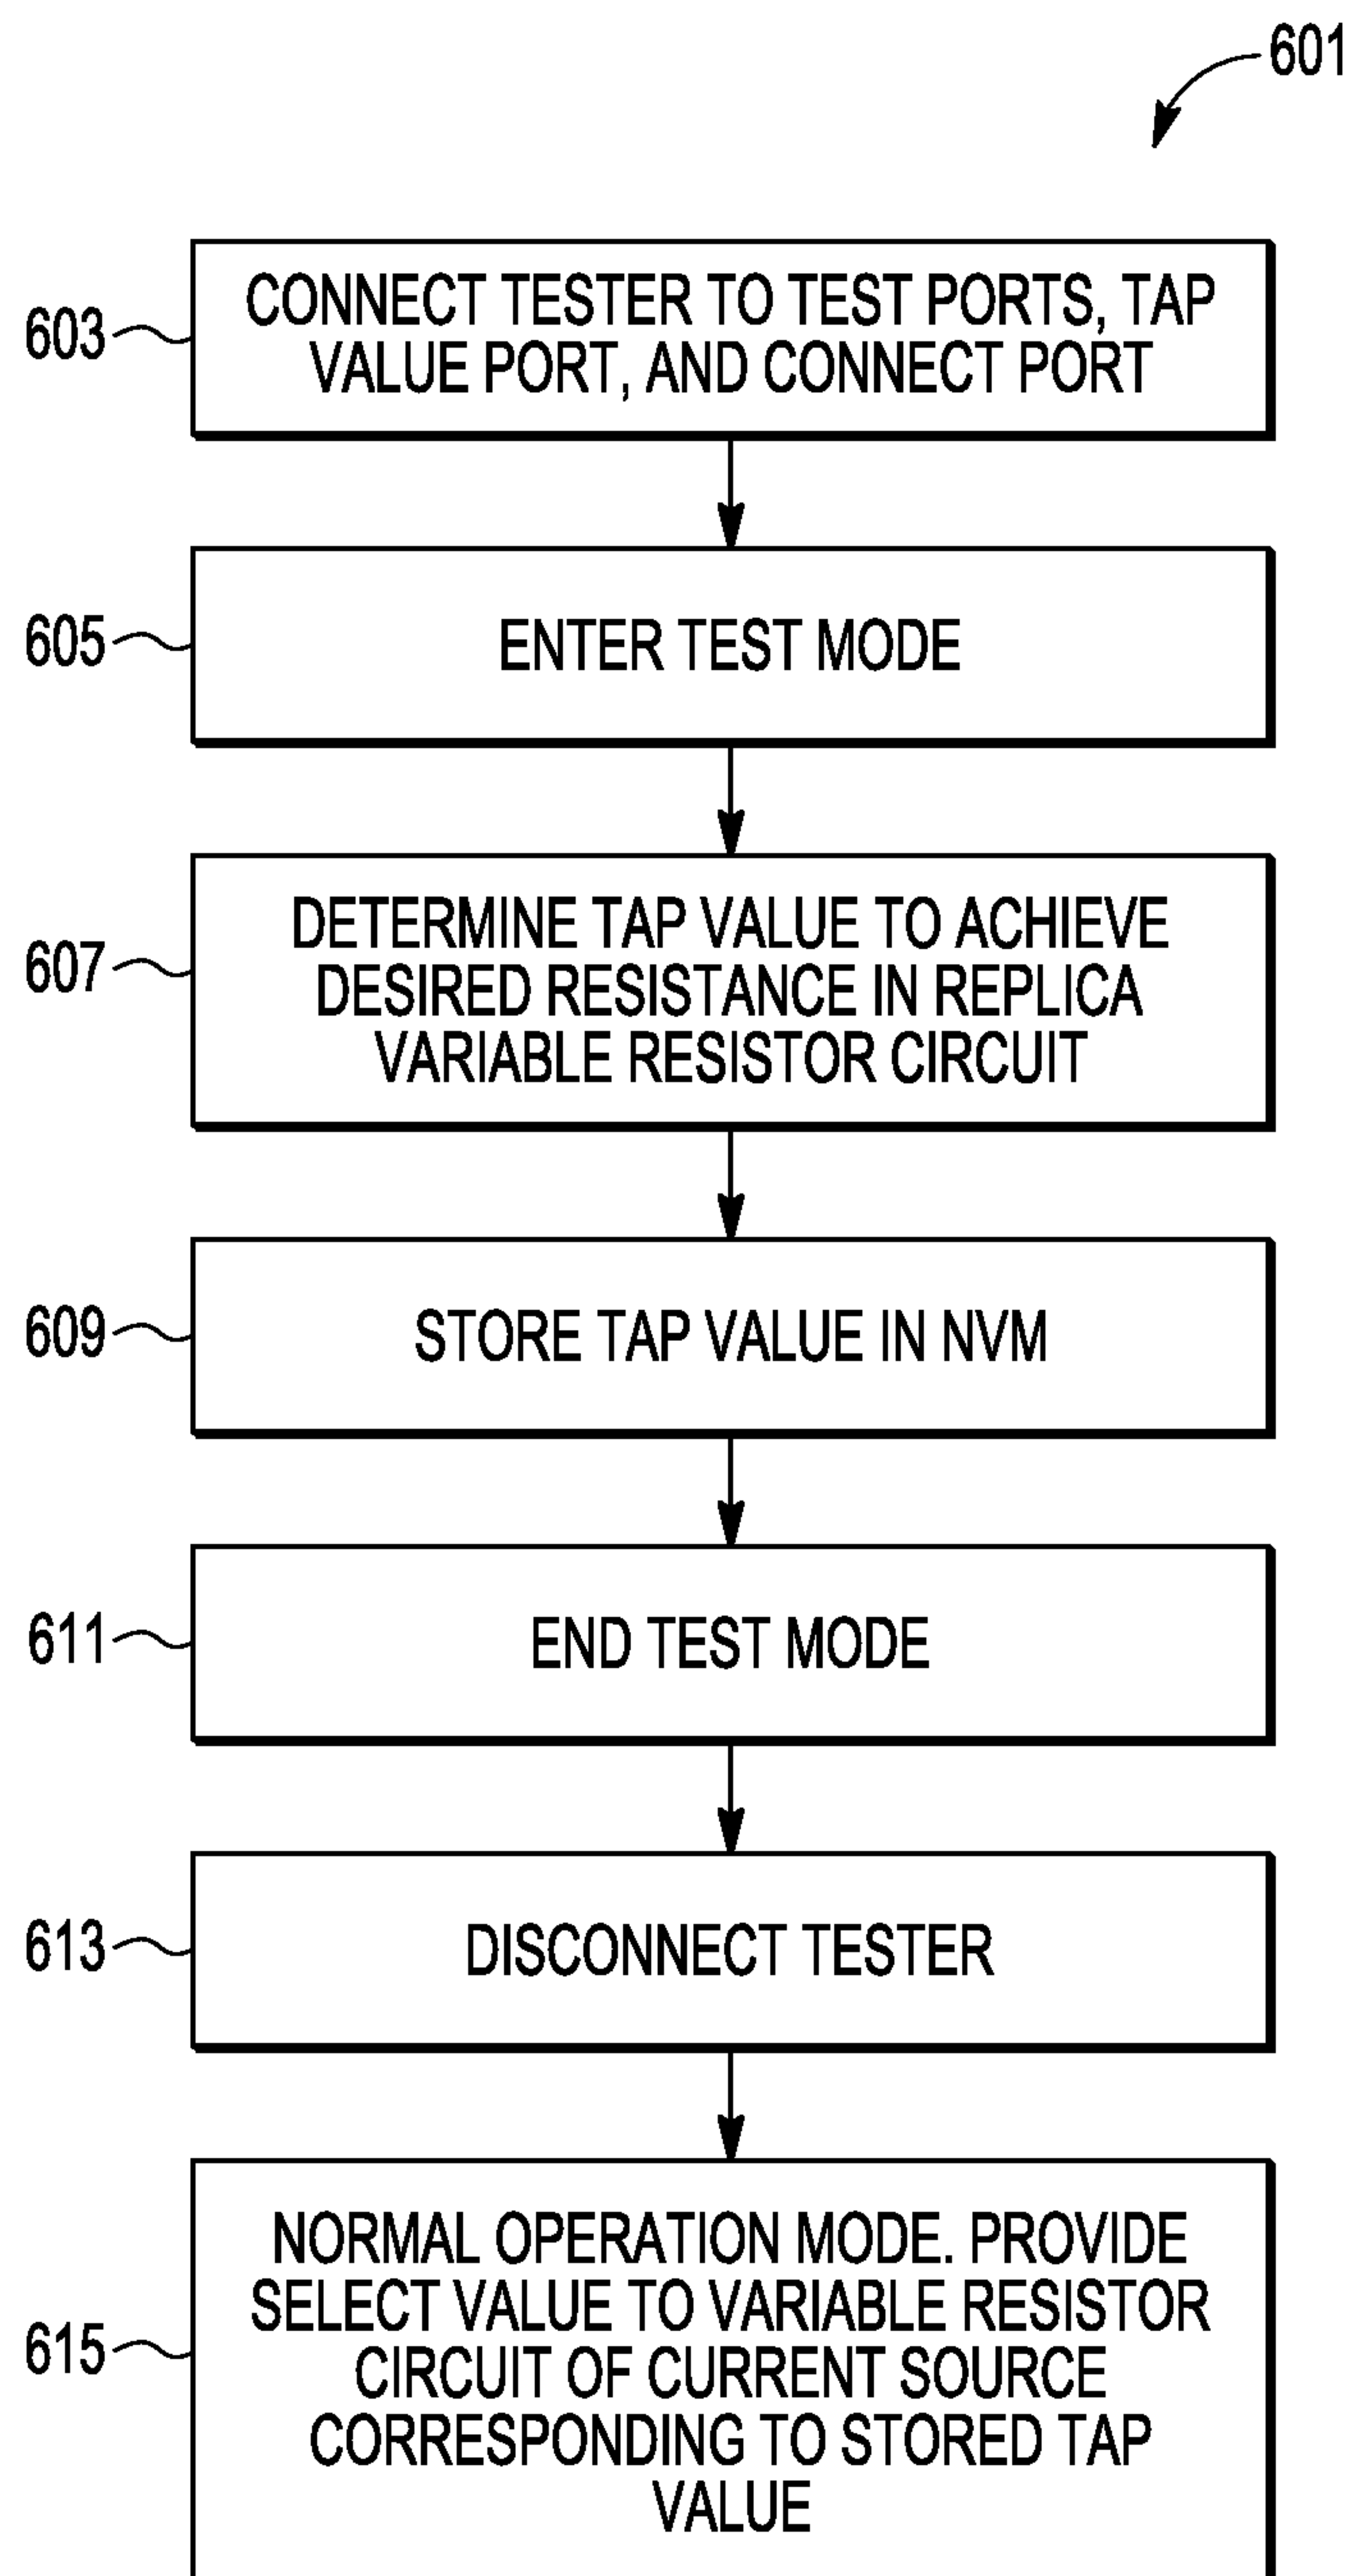 601
603
CONNECT TESTER TO TEST PORTS, TAP
VALUE PORT, AND CONNECT PORT
605
ENTER TEST MODE
607
DETERMINE TAP VALUE TO ACHIEVE
DESIRED RESISTANCE IN REPLICA
VARIABLE RESISTOR CIRCUIT
609
STORE TAP VALUE IN NVM
611
END TEST MODE
613
DISCONNECT TESTER
615
NORMAL OPERATION MODE. PROVIDE
SELECT VALUE TO VARIABLE RESISTOR
CIRCUIT OF CURRENT SOURCE
CORRESPONDING TO STORED TAP
VALUE